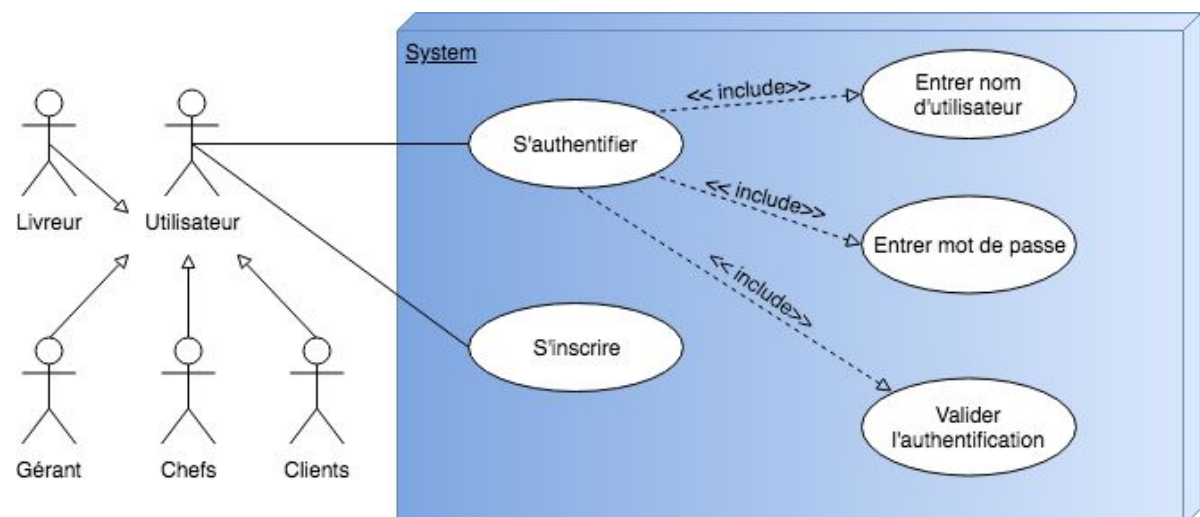 System
Entrer nom
d'utilisateur
<< include>>
S'authentifier
<< include>>
Livreur
Utilisateur
Entrer mot de passe
<< include>>
S'inscrire
Valider
l'authentification
Gérant
Chefs
Clients